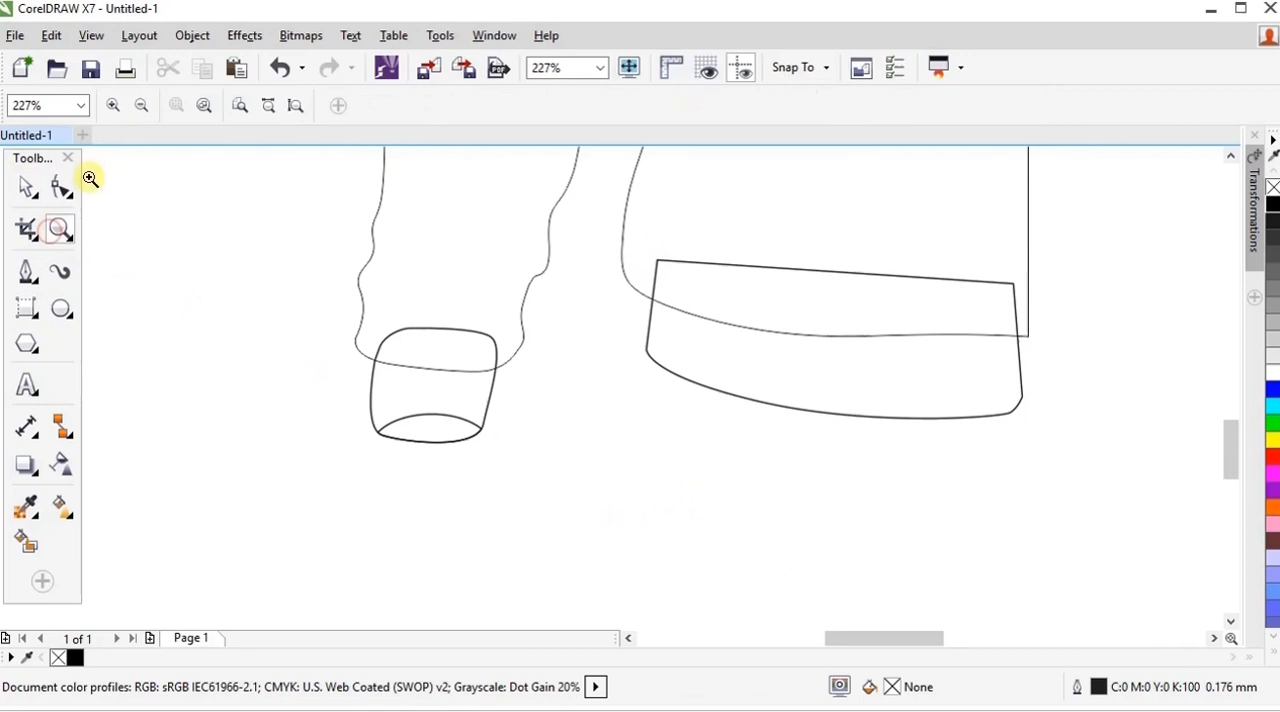 CorelDRAW X7 - Untitled-1
File Edit View Layout Object Effects Bitmaps Text Table Tools Window Help
PDF 227% Snap To
227%
Untitled-1
Toolb...
Transformations
1 of 1 Page 1
Document color profiles: RGB: sRGB IEC61966-2.1; CMYK: U.S. Web Coated (SWOP) v2; Grayscale: Dot Gain 20% None C:0 M:0 Y:0 K:100 0.176 mm